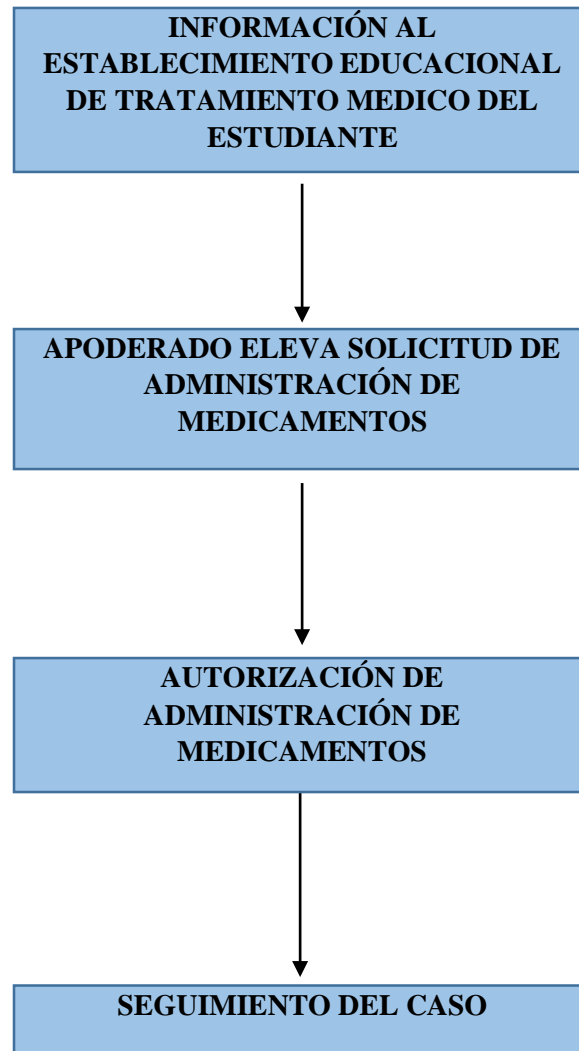 INFORMACIÓN AL
ESTABLECIMIENTO EDUCACIONAL
DE TRATAMIENTO MEDICO DEL
ESTUDIANTE
APODERADO ELEVA SOLICITUD DE
ADMINISTRACIÓN DE
MEDICAMENTOS
AUTORIZACIÓN DE
ADMINISTRACIÓN DE
MEDICAMENTOS
SEGUIMIENTO DEL CASO